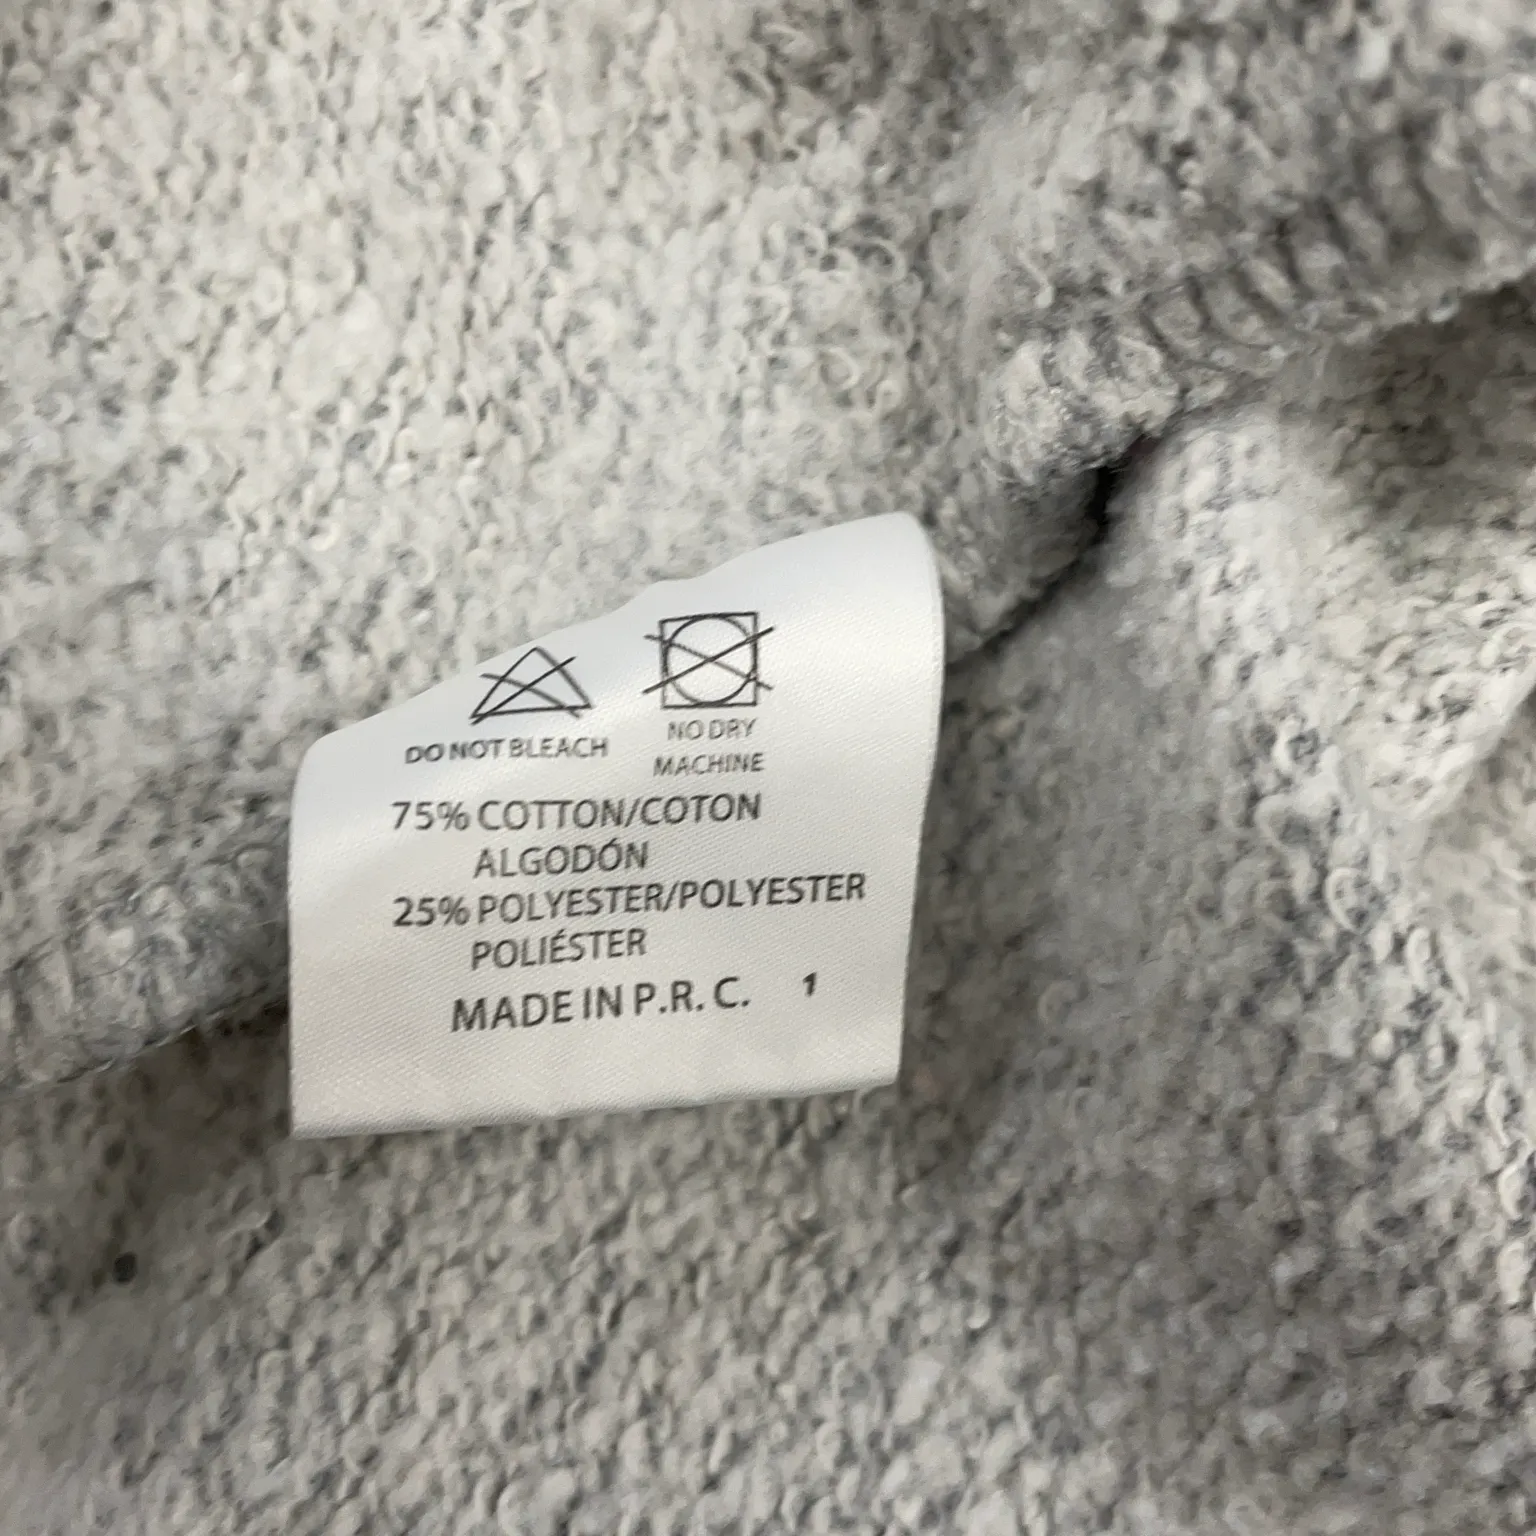 DO NOT BLEACH
NO DRY
MACHINE
75% COTTON/COTON
ALGODÓN
25% POLYESTER/POLYESTER
POLIÉSTER
MADE IN P.R. C. 1